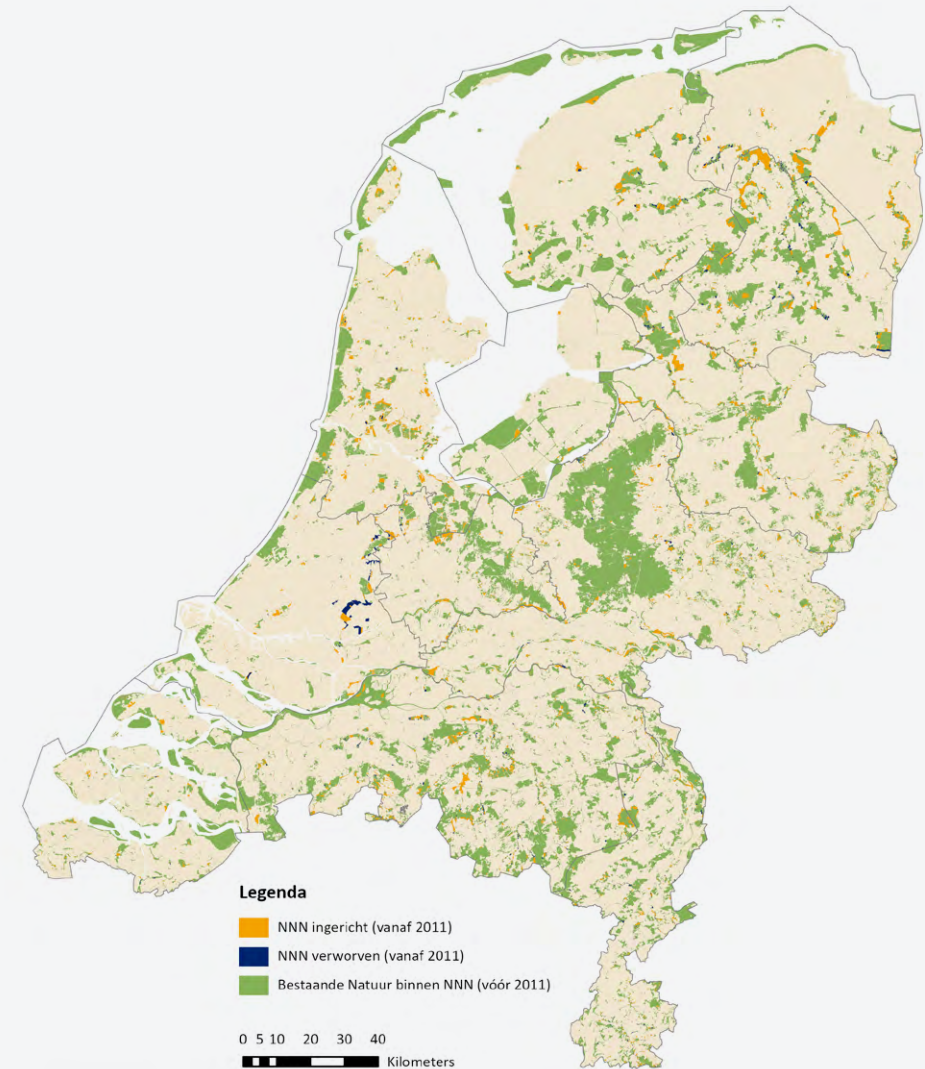 Legenda
NNN ingericht (vanaf 2011)
NNN verworven (vanaf 2011)
Bestaande Natuur binnen NNN (vóór 2011)
0 5 10 20 30 40
Kilometers